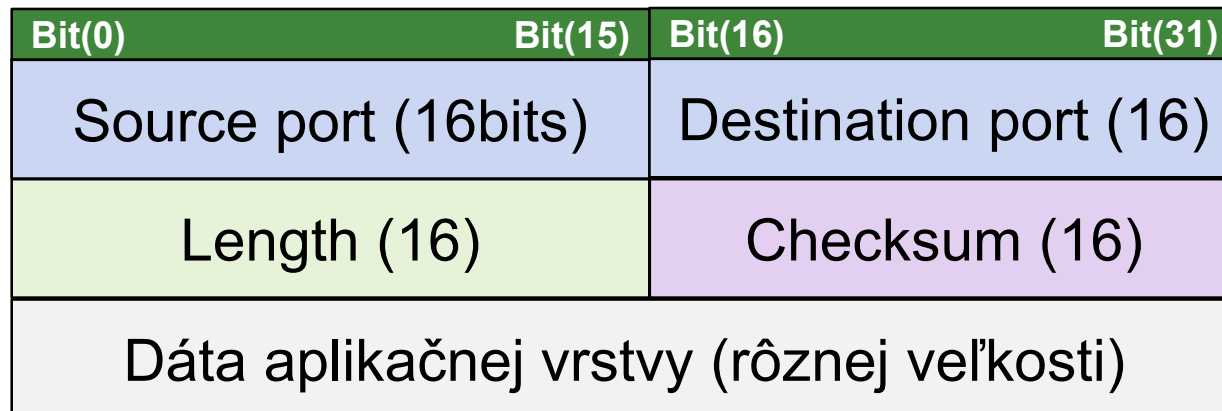 Bit(0) Bit(15) Bit(16) Bit(31)
Source port (16bits) Destination port (16)
Length (16) Checksum (16)
Dáta aplikačnej vrstvy (rôznej veľkosti)